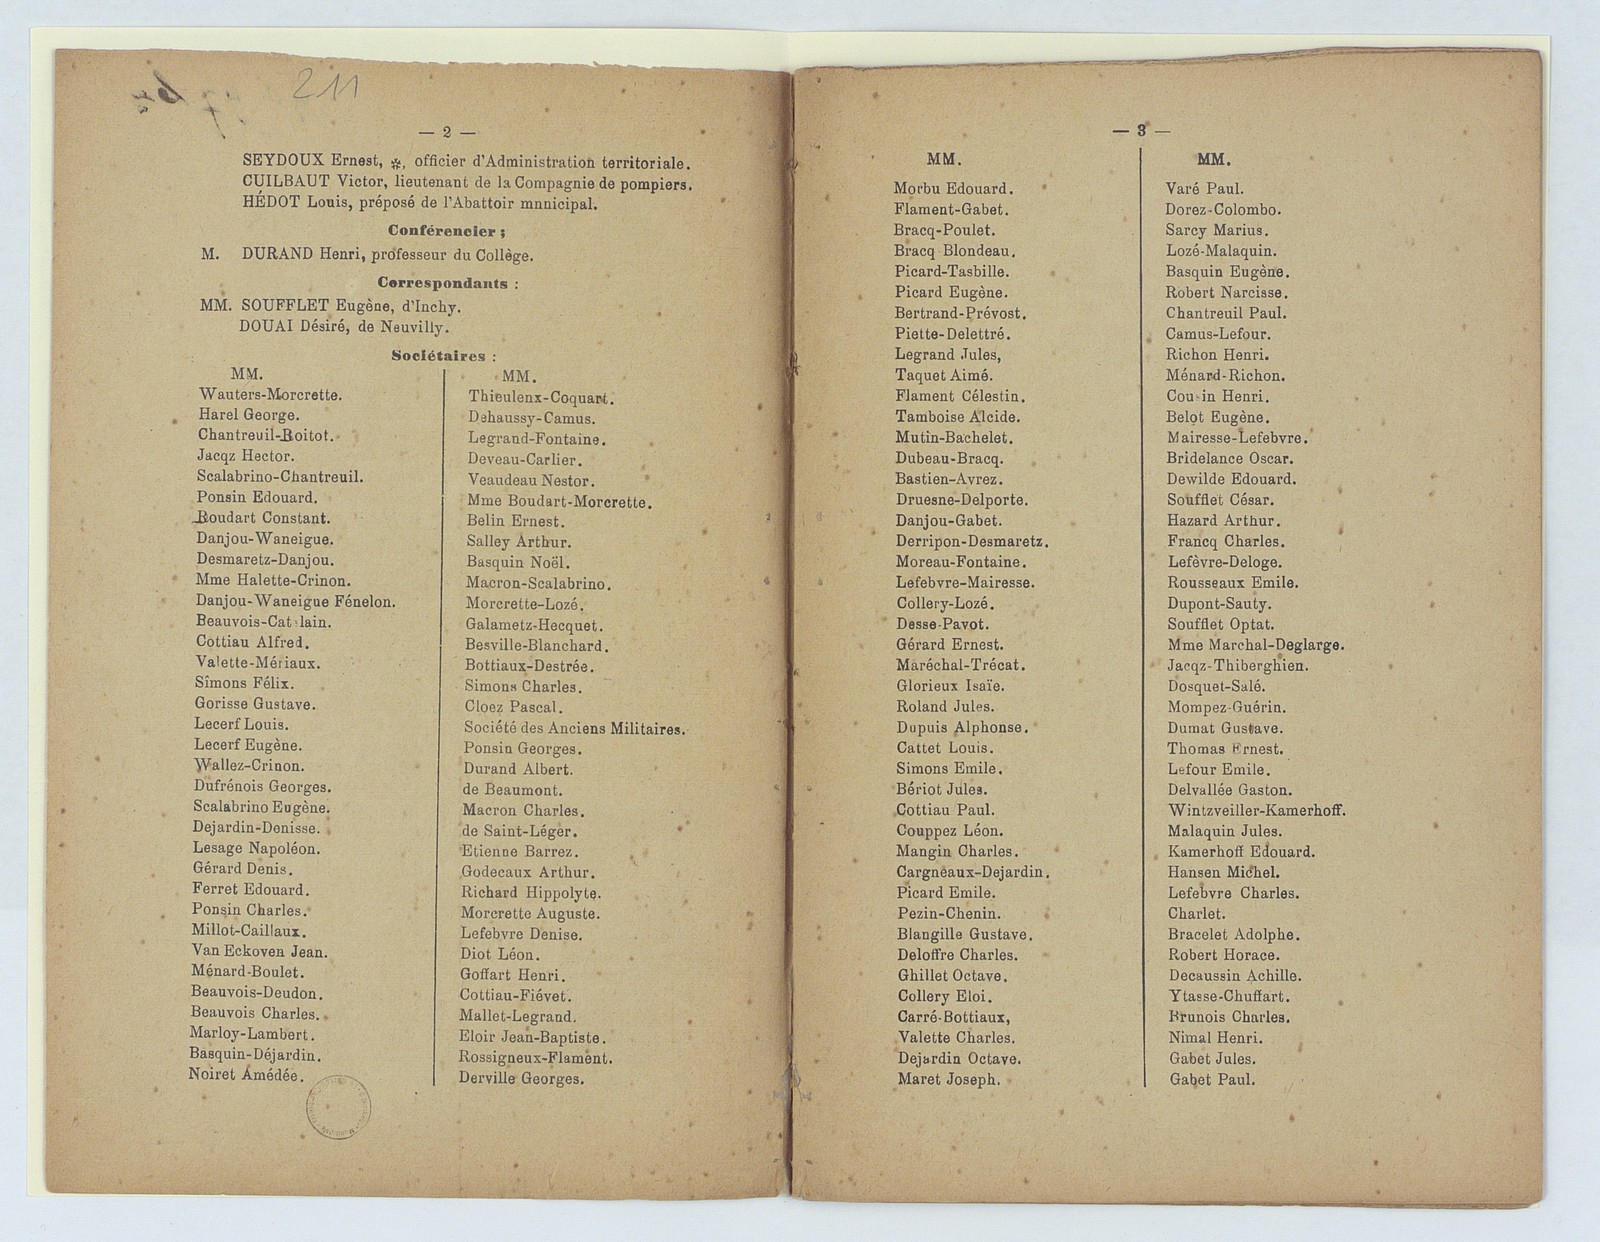 211
— 2 —
SEYDOUX Ernest, ✻, officier d'Administration territoriale.
CUILBAUT Victor, lieutenant de la Compagnie de pompiers.
HÉDOT Louis, préposé de l'Abattoir mnnicipal.
Conférencier ;
M. DURAND Henri, professeur du Collège.
Correspondants :
MM. SOUFFLET Eugène, d'Inchy.
DOUAI Désiré, de Neuvilly.
Sociétaires :
MM.
Wauters-Morcrette.
Harel George.
Chantreuil-Boitot.
Jacqz Hector.
Scalabrino-Chantreuil.
Ponsin Edouard.
Boudart Constant.
Danjou-Waneigue.
Desmaretz-Danjou.
Mme Halette-Crinon.
Danjou-Waneigue Fénelon.
Beauvois-Cat lain.
Cottiau Alfred.
Valette-Mériaux.
Simons Félix.
Gorisse Gustave.
Lecerf Louis.
Lecerf Eugène.
Wallez-Crinon.
Dufrénois Georges.
Scalabrino Eugène.
Dejardin-Denisse.
Lesage Napoléon.
Gérard Denis.
Ferret Edouard.
Ponsin Charles.
Millot-Caillaux.
Van Eckoven Jean.
Ménard-Boulet.
Beauvois-Deudon.
Beauvois Charles.
Marloy-Lambert.
Basquin-Déjardin.
Noiret Amédée.
MM.
Thieulenx-Coquart.
Dehaussy-Camus.
Legrand-Fontaine.
Deveau-Carlier.
Veaudeau Nestor.
Mme Boudart-Morcrette.
Belin Ernest.
Salley Arthur.
Basquin Noël.
Macron-Scalabrino.
Morcrette-Lozé.
Galametz-Hecquet.
Besville-Blanchard.
Bottiaux-Destrée.
Simons Charles.
Cloez Pascal.
Société des Anciens Militaires.
Ponsin Georges.
Durand Albert.
de Beaumont.
Macron Charles.
de Saint-Léger.
Etienne Barrez.
Godecaux Arthur.
Richard Hippolyte.
Morcrette Auguste.
Lefebvre Denise.
Diot Léon.
Goffart Henri.
Cottiau-Fiévet.
Mallet-Legrand.
Eloir Jean-Baptiste.
Rossigneux-Flament.
Derville Georges.
— 3 —
MM.
Morbu Edouard.
Flament-Gabet.
Bracq-Poulet.
Bracq Blondeau.
Picard-Tasbille.
Picard Eugène.
Bertrand-Prévost.
Piette-Delettré.
Legrand Jules,
Taquet Aimé.
Flament Célestin.
Tamboise Alcide.
Mutin-Bachelet.
Dubeau-Bracq.
Bastien-Avrez.
Druesne-Delporte.
Danjou-Gabet.
Derripon-Desmaretz.
Moreau-Fontaine.
Lefebvre-Mairesse.
Collery-Lozé.
Desse-Pavot.
Gérard Ernest.
Maréchal-Trécat.
Glorieux Isaïe.
Roland Jules.
Dupuis Alphonse.
Cattet Louis.
Simons Emile.
Bériot Jules.
Cottiau Paul.
Couppez Léon.
Mangin Charles.
Cargneaux-Dejardin.
Picard Emile.
Pezin-Chenin.
Blangille Gustave.
Deloffre Charles.
Ghillet Octave.
Collery Eloi.
Carré-Bottiaux,
Valette Charles.
Dejardin Octave.
Maret Joseph.
MM.
Varé Paul.
Dorez-Colombo.
Sarcy Marius.
Lozé-Malaquin.
Basquin Eugène.
Robert Narcisse.
Chantreuil Paul.
Camus-Lefour.
Richon Henri.
Ménard-Richon.
Cousin Henri.
Belot Eugène.
Mairesse-Lefebvre.
Bridelance Oscar.
Dewilde Edouard.
Soufflet César.
Hazard Arthur.
Francq Charles.
Lefèvre-Deloge.
Rousseaux Emile.
Dupont-Sauty.
Soufflet Optat.
Mme Marchal-Deglarge.
Jacqz-Thiberghien.
Dosquet-Salé.
Mompez-Guérin.
Dumat Gustave.
Thomas Ernest.
Lefour Emile.
Delvallée Gaston.
Wintzveiller-Kamerhoff.
Malaquin Jules.
Kamerhoff Edouard.
Hansen Michel.
Lefebvre Charles.
Charlet.
Bracelet Adolphe.
Robert Horace.
Decaussin Achille.
Ytasse-Chuffart.
Brunois Charles.
Nimal Henri.
Gabet Jules.
Gabet Paul.